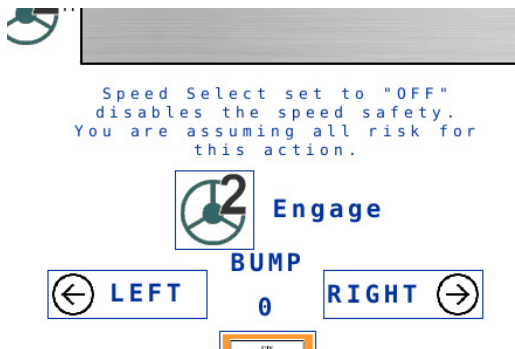 2
Speed Select set to "OFF"
disables the speed safety.
You are assuming all risk for
this action.
2 Engage
BUMP
LEFT
0
RIGHT